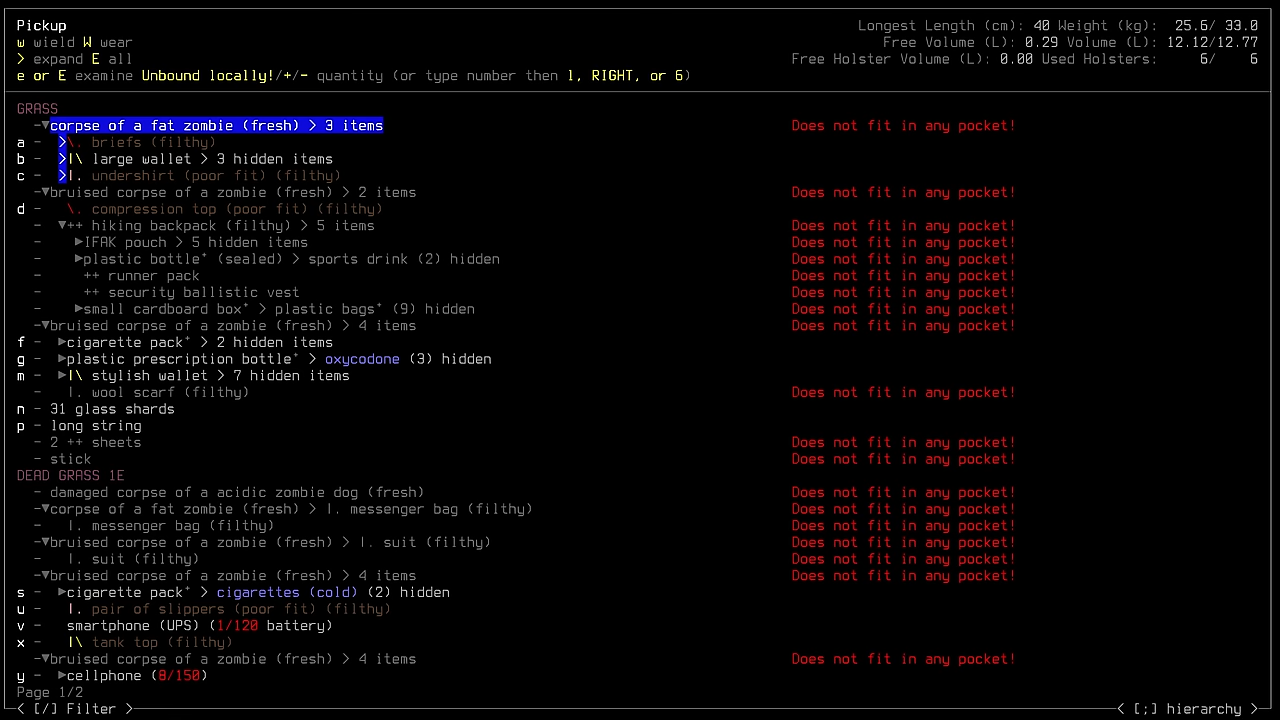 Pickup Longest Length (cm): 40 Weight (kg): 25.6/ 33.0
w wield W wear Free Volume (L): 0.29 Volume (L): 12.12/12.77
> expand E all Free Holster Volume (L): 0.00 Used Holsters: 6/ 6
e or E examine Unbound locally!/+/- quantity (or type number then l, RIGHT, or 6)
GRASS
-▼corpse of a fat zombie (fresh) > 3 items Does not fit in any pocket!
a - >\. briefs (filthy)
b - >|\ large wallet > 3 hidden items
c - >|. undershirt (poor fit) (filthy)
-▼bruised corpse of a zombie (fresh) > 2 items Does not fit in any pocket!
d - \. compression top (poor fit) (filthy)
- ▼++ hiking backpack (filthy) > 5 items Does not fit in any pocket!
- ▶IFAK pouch > 5 hidden items Does not fit in any pocket!
- ▶plastic bottle⁺ (sealed) > sports drink (2) hidden Does not fit in any pocket!
- ++ runner pack Does not fit in any pocket!
- ++ security ballistic vest Does not fit in any pocket!
- ▶small cardboard box⁺ > plastic bags⁺ (9) hidden Does not fit in any pocket!
-▼bruised corpse of a zombie (fresh) > 4 items Does not fit in any pocket!
f - ▶cigarette pack⁺ > 2 hidden items
g - ▶plastic prescription bottle⁺ > oxycodone (3) hidden
m - ▶|\ stylish wallet > 7 hidden items
- |. wool scarf (filthy) Does not fit in any pocket!
n - 31 glass shards
p - long string
- 2 ++ sheets Does not fit in any pocket!
- stick Does not fit in any pocket!
DEAD GRASS 1E
- damaged corpse of a acidic zombie dog (fresh) Does not fit in any pocket!
-▼corpse of a fat zombie (fresh) > |. messenger bag (filthy) Does not fit in any pocket!
- |. messenger bag (filthy) Does not fit in any pocket!
-▼bruised corpse of a zombie (fresh) > |. suit (filthy) Does not fit in any pocket!
- |. suit (filthy) Does not fit in any pocket!
-▼bruised corpse of a zombie (fresh) > 4 items Does not fit in any pocket!
s - ▶cigarette pack⁺ > cigarettes (cold) (2) hidden
u - |. pair of slippers (poor fit) (filthy)
v - smartphone (UPS) (1/120 battery)
x - |\ tank top (filthy)
-▼bruised corpse of a zombie (fresh) > 4 items Does not fit in any pocket!
y - ▶cellphone (8/150)
Page 1/2
< [/] Filter > < [;] hierarchy >